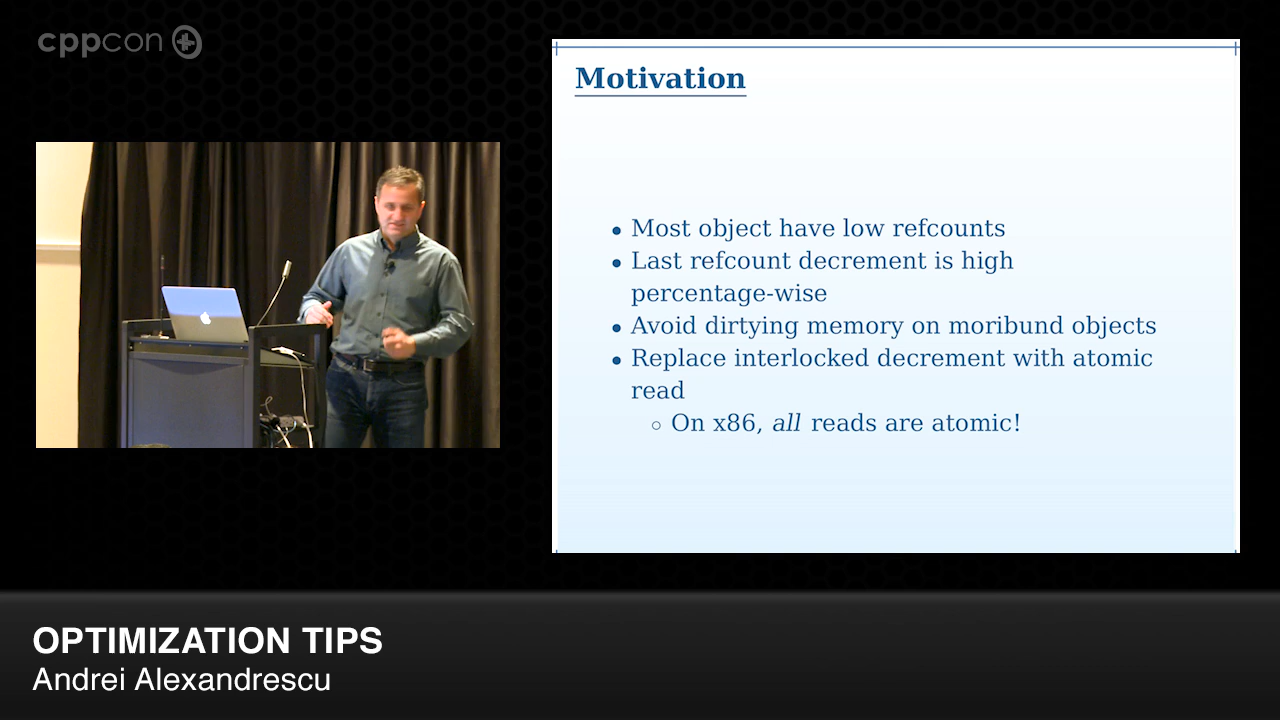 cppcon
Motivation
• Most object have low refcounts
• Last refcount decrement is high
percentage-wise
• Avoid dirtying memory on moribund objects
• Replace interlocked decrement with atomic
read
○ On x86, all reads are atomic!
OPTIMIZATION TIPS
Andrei Alexandrescu